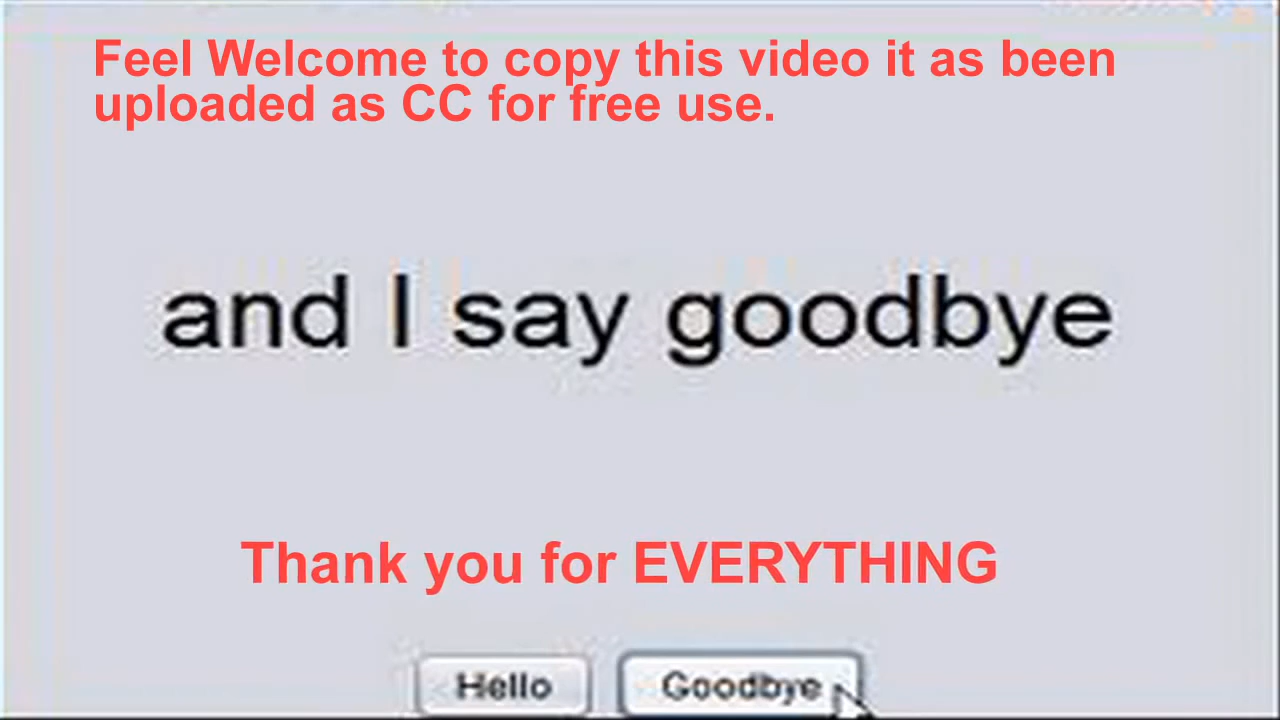 Feel Welcome to copy this video it as been
uploaded as CC for free use.
and I say goodbye
Thank you for EVERYTHING
Hello Goodbye